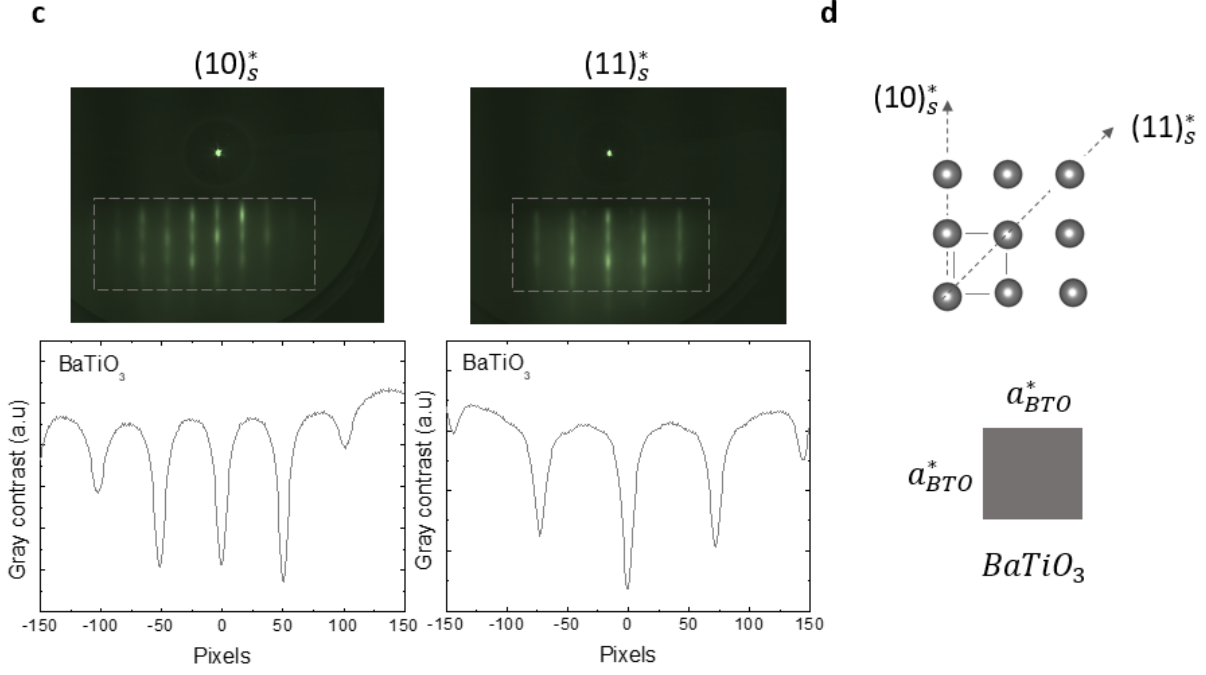 c
d
(10)*s
(11)*s
(10)*s
(11)*s
BaTiO3
Gray contrast (a.u)
-150 -100 -50 0 50 100 150
Pixels
BaTiO3
Gray contrast (a.u)
-150 -100 -50 0 50 100 150
Pixels
a*BTO
a*BTO
BaTiO3